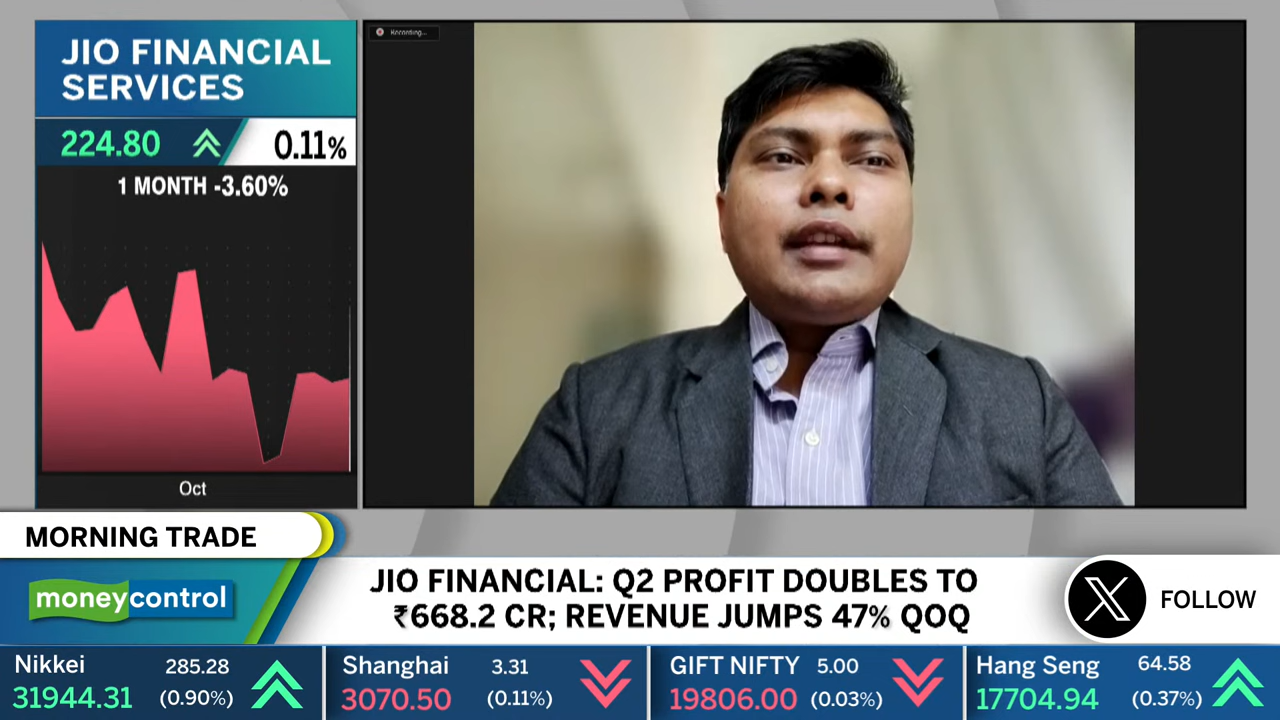 JIO FINANCIAL
SERVICES
224.80 0.11%
1 MONTH -3.60%
Oct
Recording...
MORNING TRADE
moneycontrol
JIO FINANCIAL: Q2 PROFIT DOUBLES TO
₹668.2 CR; REVENUE JUMPS 47% QOQ
X FOLLOW
Nikkei 285.28
31944.31 (0.90%)
Shanghai 3.31
3070.50 (0.11%)
GIFT NIFTY 5.00
19806.00 (0.03%)
Hang Seng 64.58
17704.94 (0.37%)